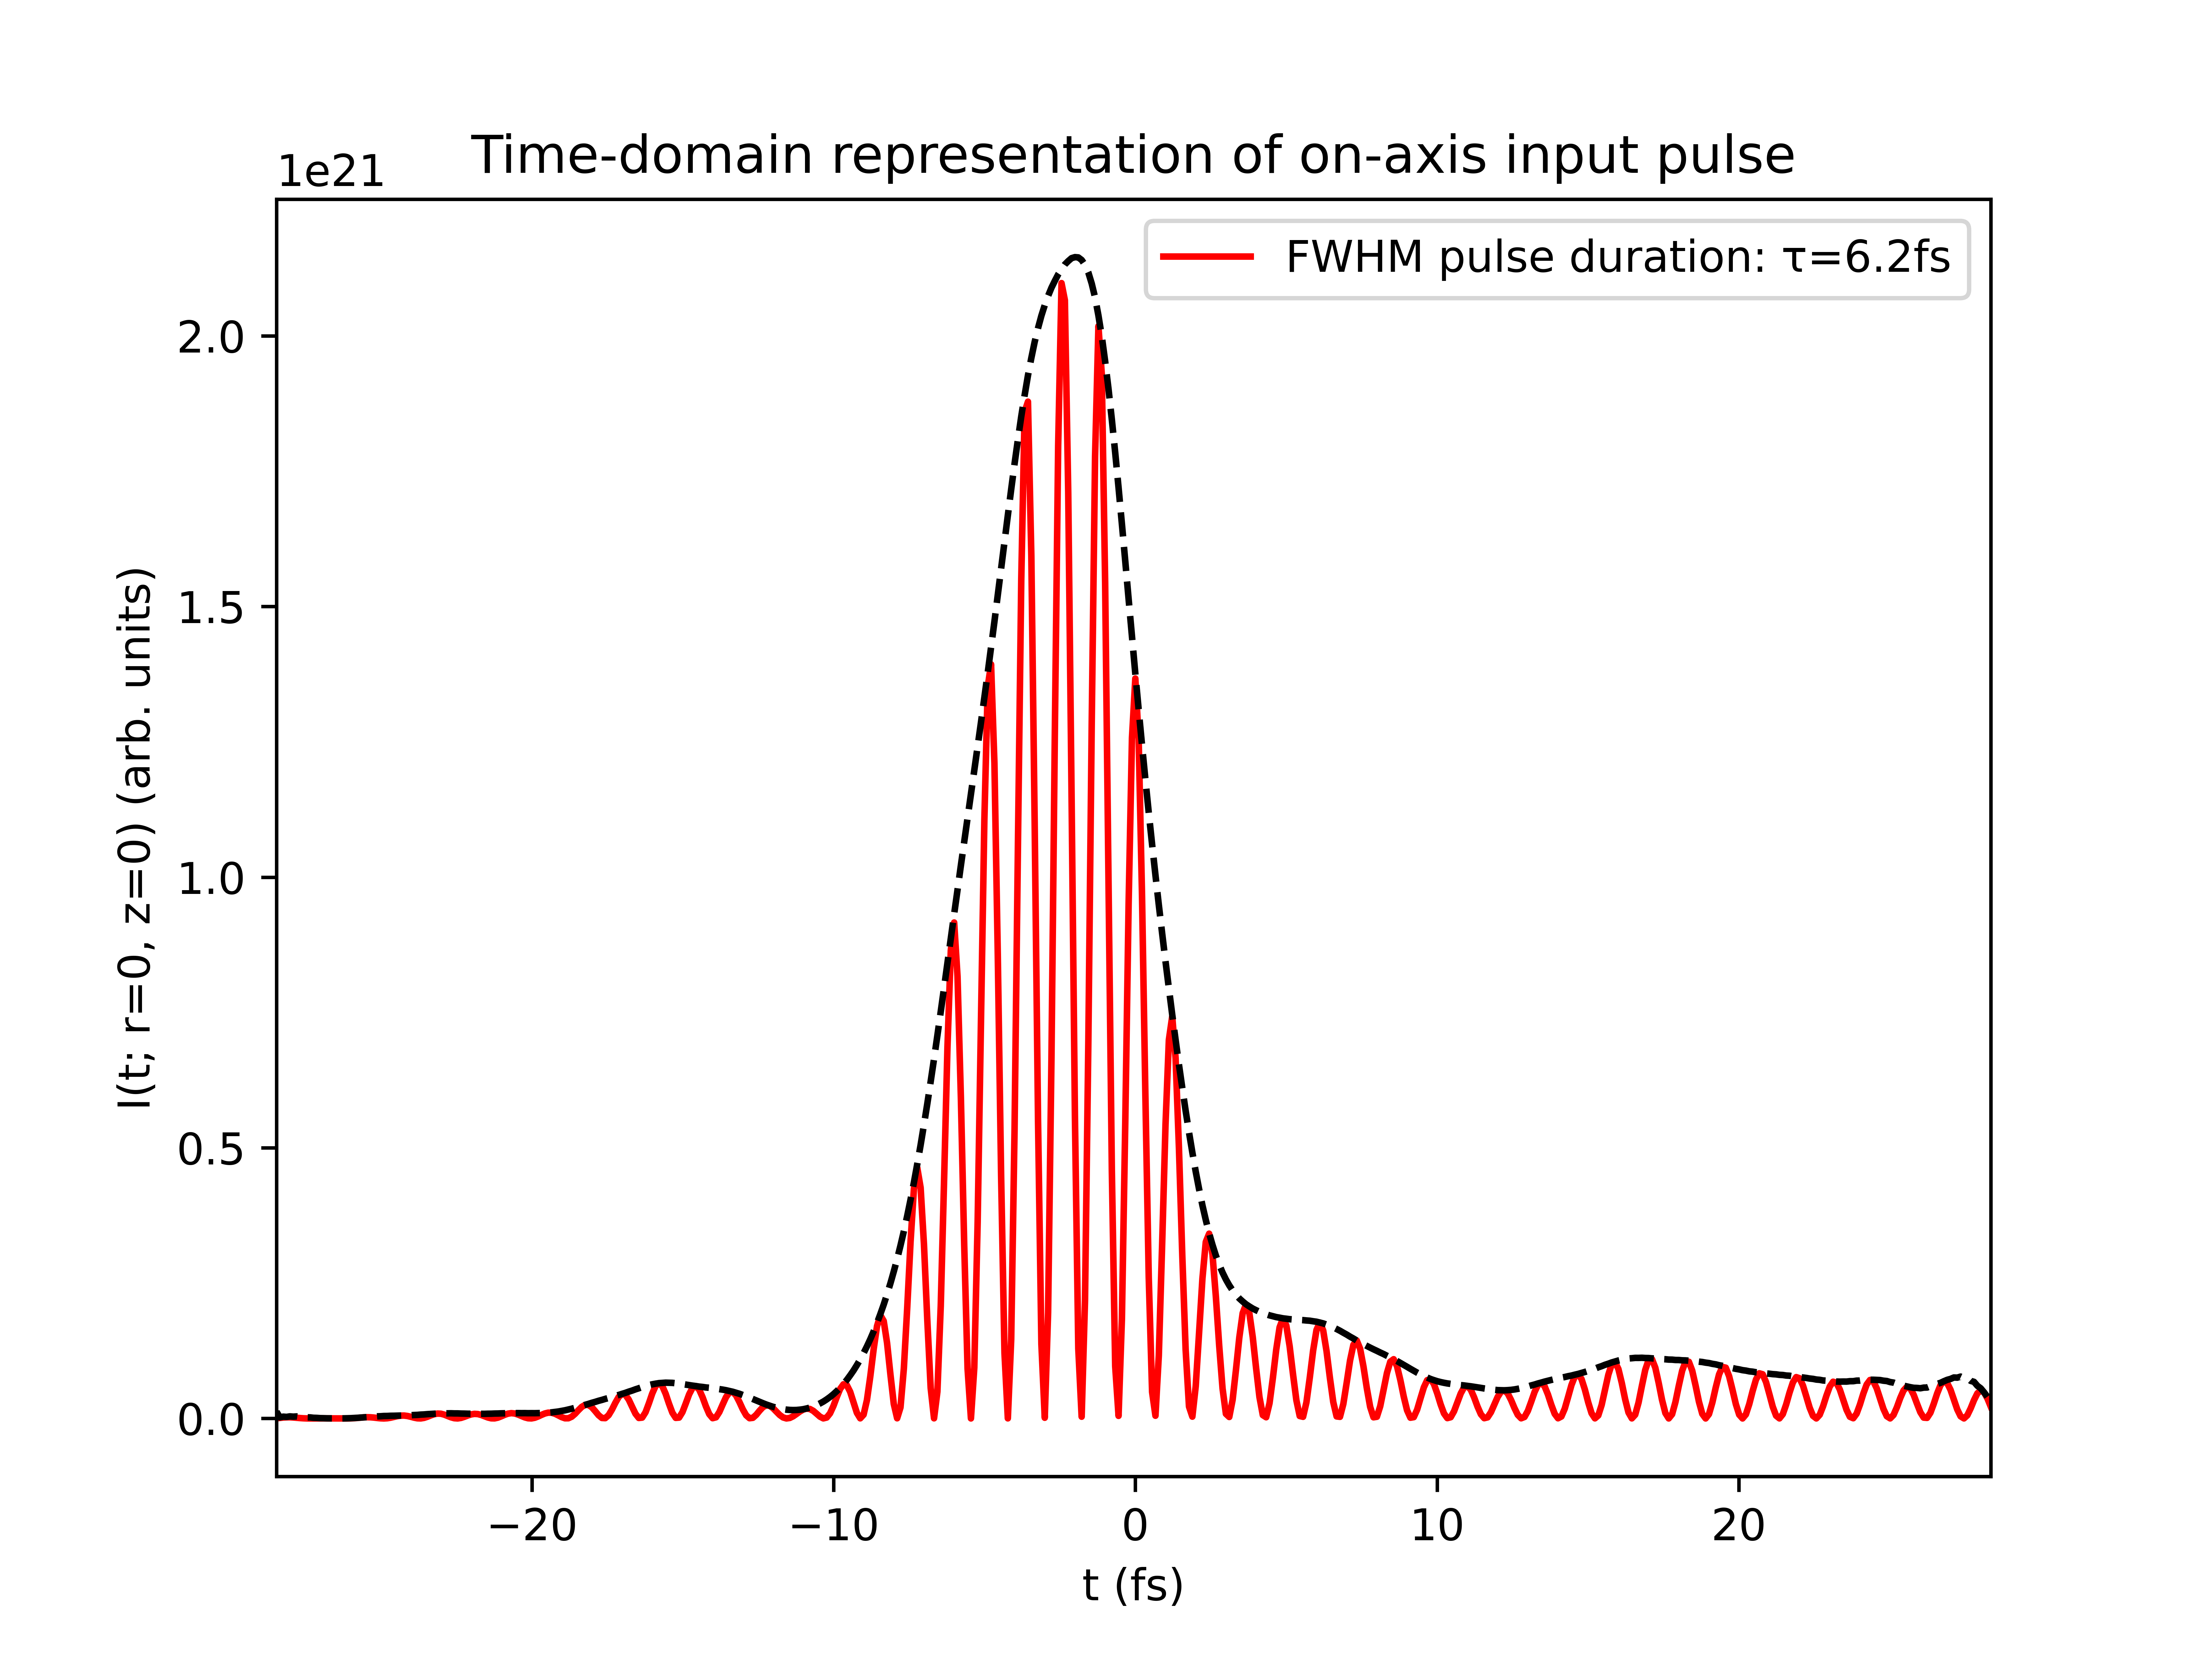 Time-domain representation of on-axis input pulse
1e21
FWHM pulse duration: τ=6.2fs
I(t; r=0, z=0) (arb. units)
2.0
1.5
1.0
0.5
0.0
−20 −10 0 10 20
t (fs)